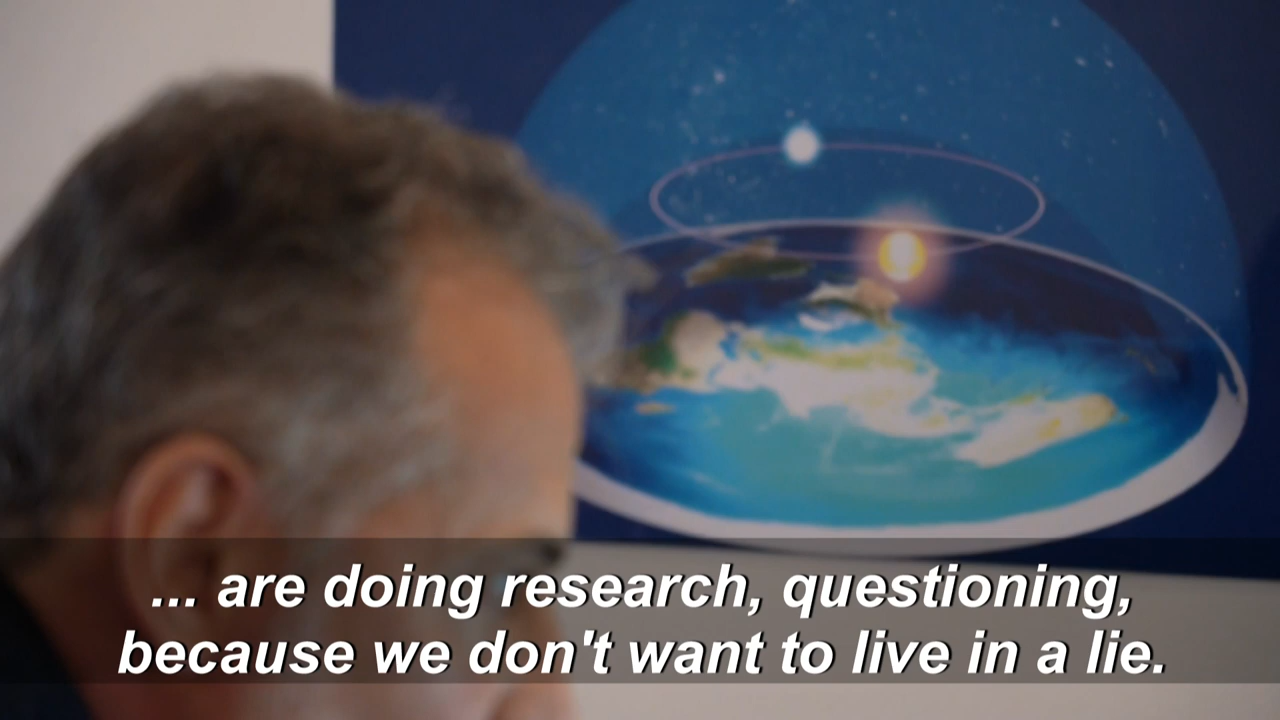 ... are doing research, questioning,
because we don't want to live in a lie.